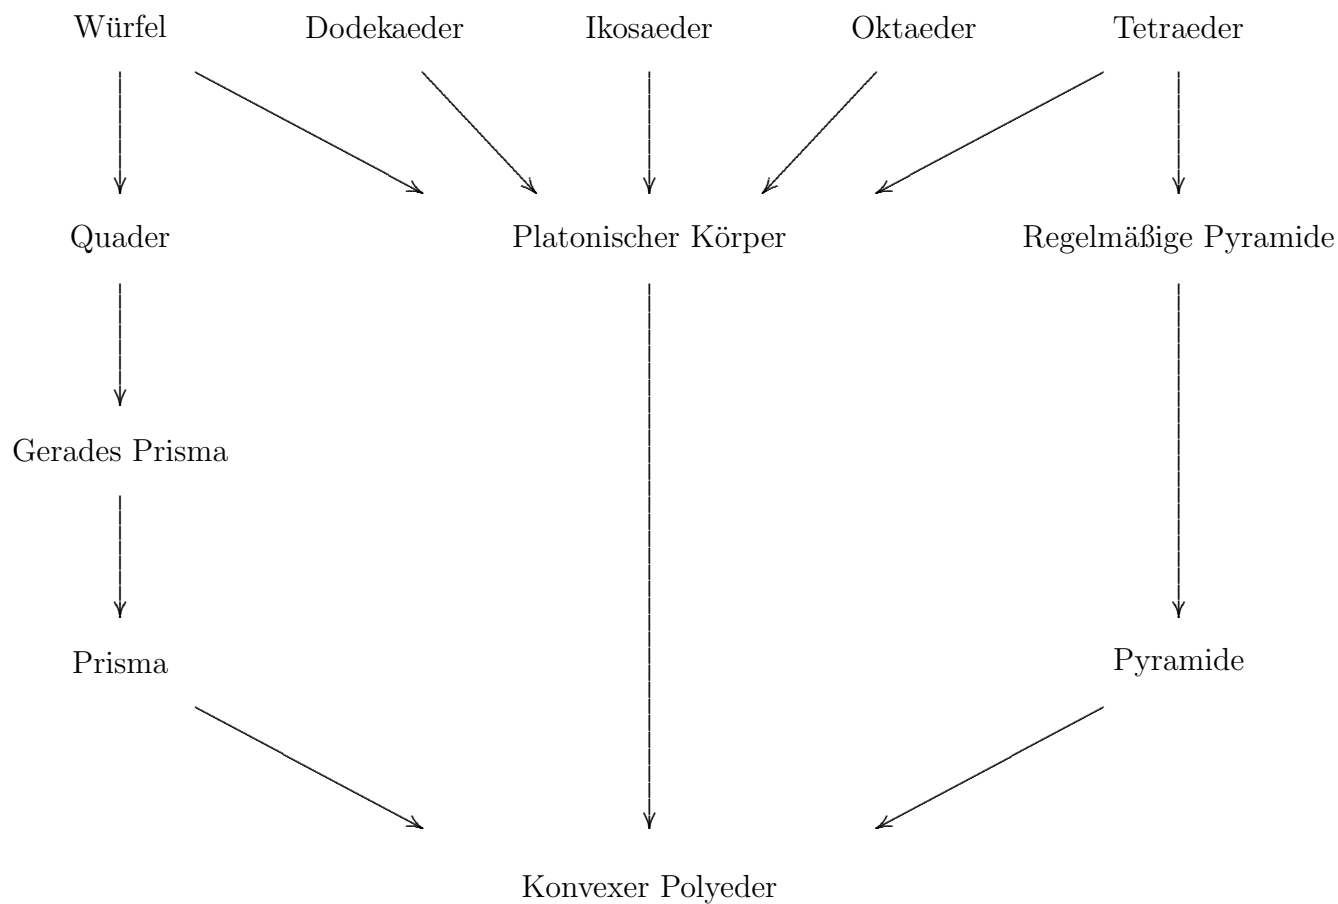 Würfel Dodekaeder Ikosaeder Oktaeder Tetraeder
Quader Platonischer Körper Regelmäßige Pyramide
Gerades Prisma
Prisma Pyramide
Konvexer Polyeder